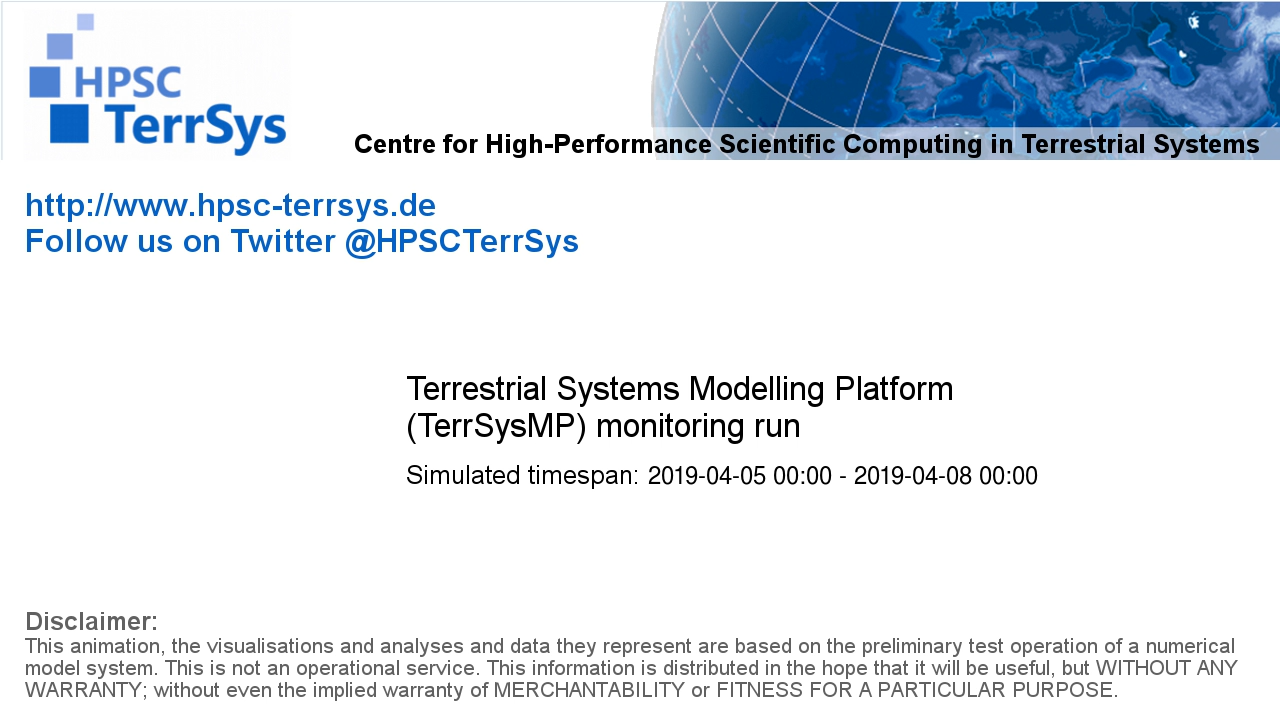 HPSC
TerrSys
Centre for High-Performance Scientific Computing in Terrestrial Systems
http://www.hpsc-terrsys.de
Follow us on Twitter @HPSCTerrSys
Terrestrial Systems Modelling Platform
(TerrSysMP) monitoring run
Simulated timespan: 2019-04-05 00:00 - 2019-04-08 00:00
Disclaimer:
This animation, the visualisations and analyses and data they represent are based on the preliminary test operation of a numerical
model system. This is not an operational service. This information is distributed in the hope that it will be useful, but WITHOUT ANY
WARRANTY; without even the implied warranty of MERCHANTABILITY or FITNESS FOR A PARTICULAR PURPOSE.